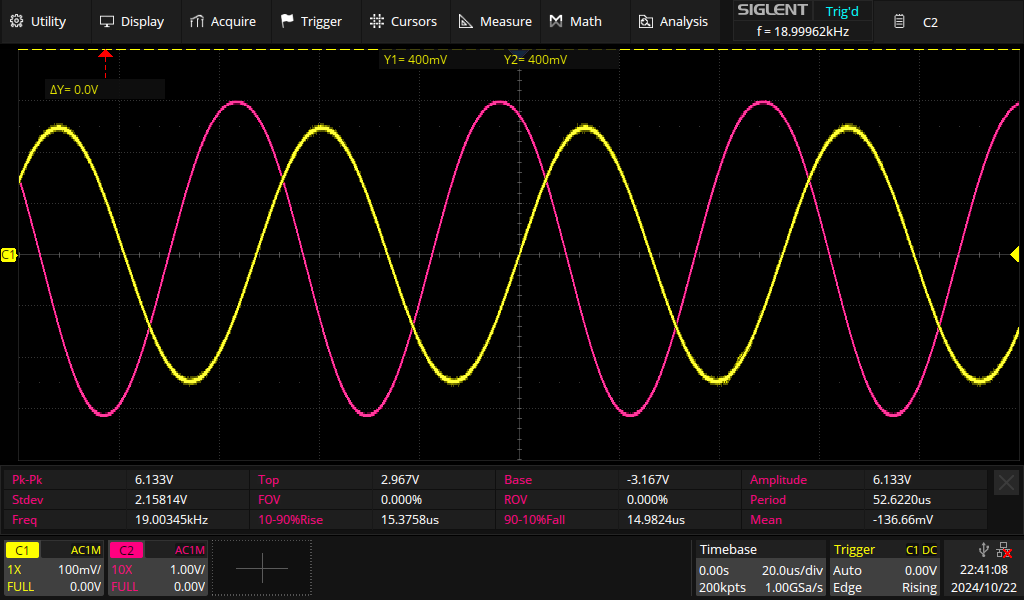 Utility Display Acquire Trigger Cursors Measure Math Analysis SIGLENT Trig'd C2
f = 18.99962kHz
Y1= 400mV Y2= 400mV
ΔY= 0.0V
C1
Pk-Pk 6.133V Top 2.967V Base -3.167V Amplitude 6.133V
Stdev 2.15814V FOV 0.000% ROV 0.000% Period 52.6220us
Freq 19.00345kHz 10-90%Rise 15.3758us 90-10%Fall 14.9824us Mean -136.66mV
C1 AC1M C2 AC1M Timebase Trigger C1 DC
1X 100mV/ 10X 1.00V/ 0.00s 20.0us/div Auto 0.00V 22:41:08
FULL 0.00V FULL 0.00V 200kpts 1.00GSa/s Edge Rising 2024/10/22